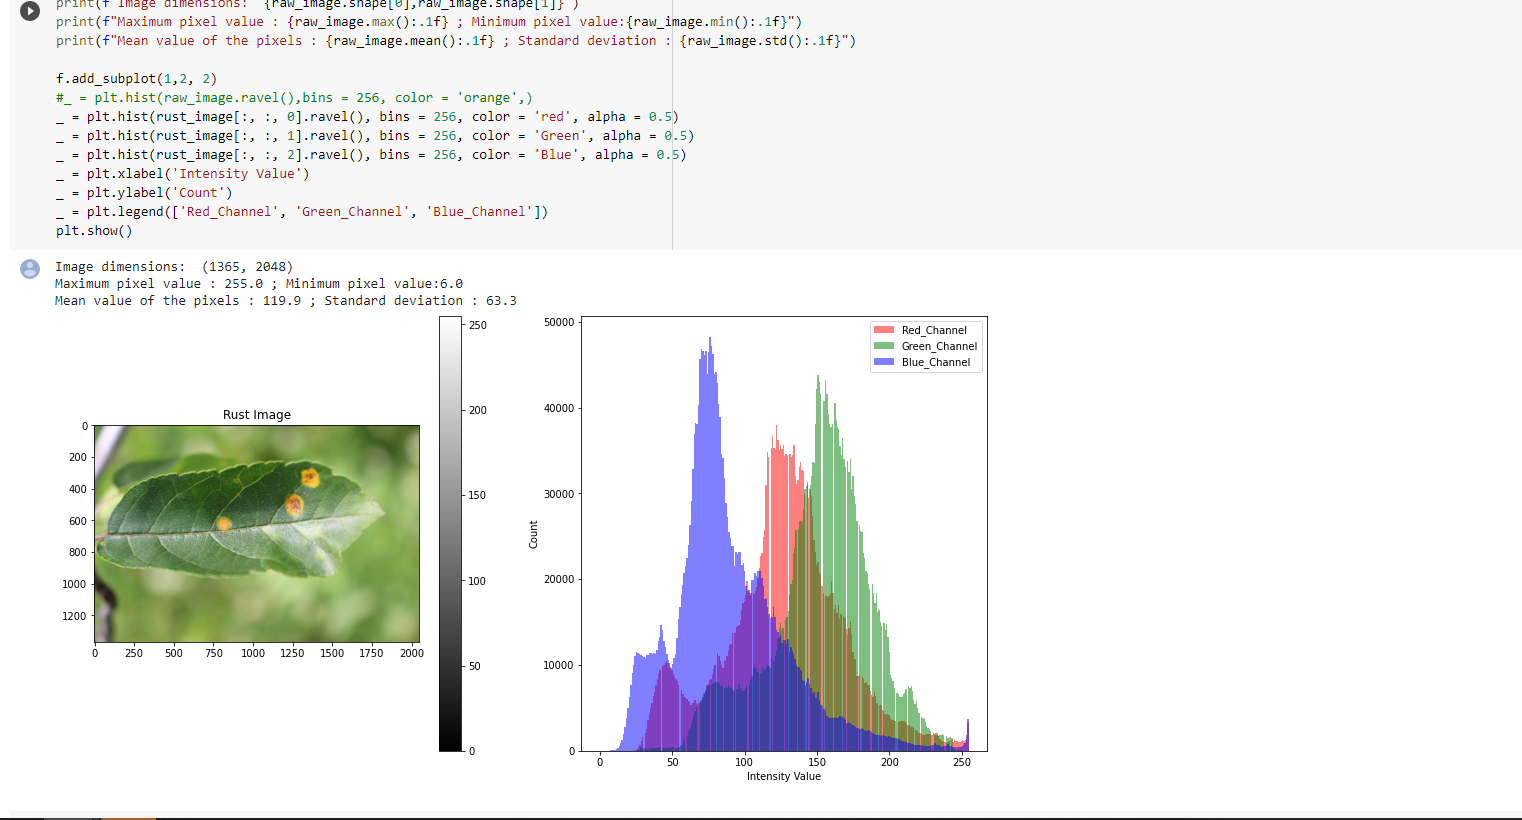 print(f"Image dimensions:  {raw_image.shape[0],raw_image.shape[1]}")
print(f"Maximum pixel value : {raw_image.max():.1f} ; Minimum pixel value:{raw_image.min():.1f}")
print(f"Mean value of the pixels : {raw_image.mean():.1f} ; Standard deviation : {raw_image.std():.1f}")
f.add_subplot(1,2, 2)
#_ = plt.hist(raw_image.ravel(),bins = 256, color = 'orange',)
_ = plt.hist(rust_image[:, :, 0].ravel(), bins = 256, color = 'red', alpha = 0.5)
_ = plt.hist(rust_image[:, :, 1].ravel(), bins = 256, color = 'Green', alpha = 0.5)
_ = plt.hist(rust_image[:, :, 2].ravel(), bins = 256, color = 'Blue', alpha = 0.5)
_ = plt.xlabel('Intensity Value')
_ = plt.ylabel('Count')
_ = plt.legend(['Red_Channel', 'Green_Channel', 'Blue_Channel'])
plt.show()
Image dimensions:  (1365, 2048)
Maximum pixel value : 255.0 ; Minimum pixel value:6.0
Mean value of the pixels : 119.9 ; Standard deviation : 63.3
Rust Image
0
200
400
600
800
1000
1200
0 250 500 750 1000 1250 1500 1750 2000
250
200
150
100
50
0
50000
40000
30000
20000
10000
0
Count
0 50 100 150 200 250
Intensity Value
Red_Channel
Green_Channel
Blue_Channel